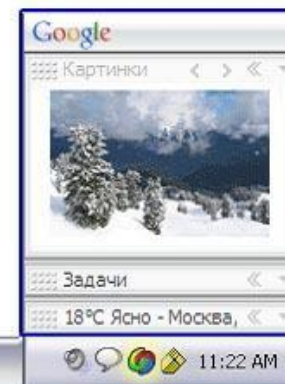 Google
Картинки
Задачи
18°C Ясно - Москва,
11:22 AM